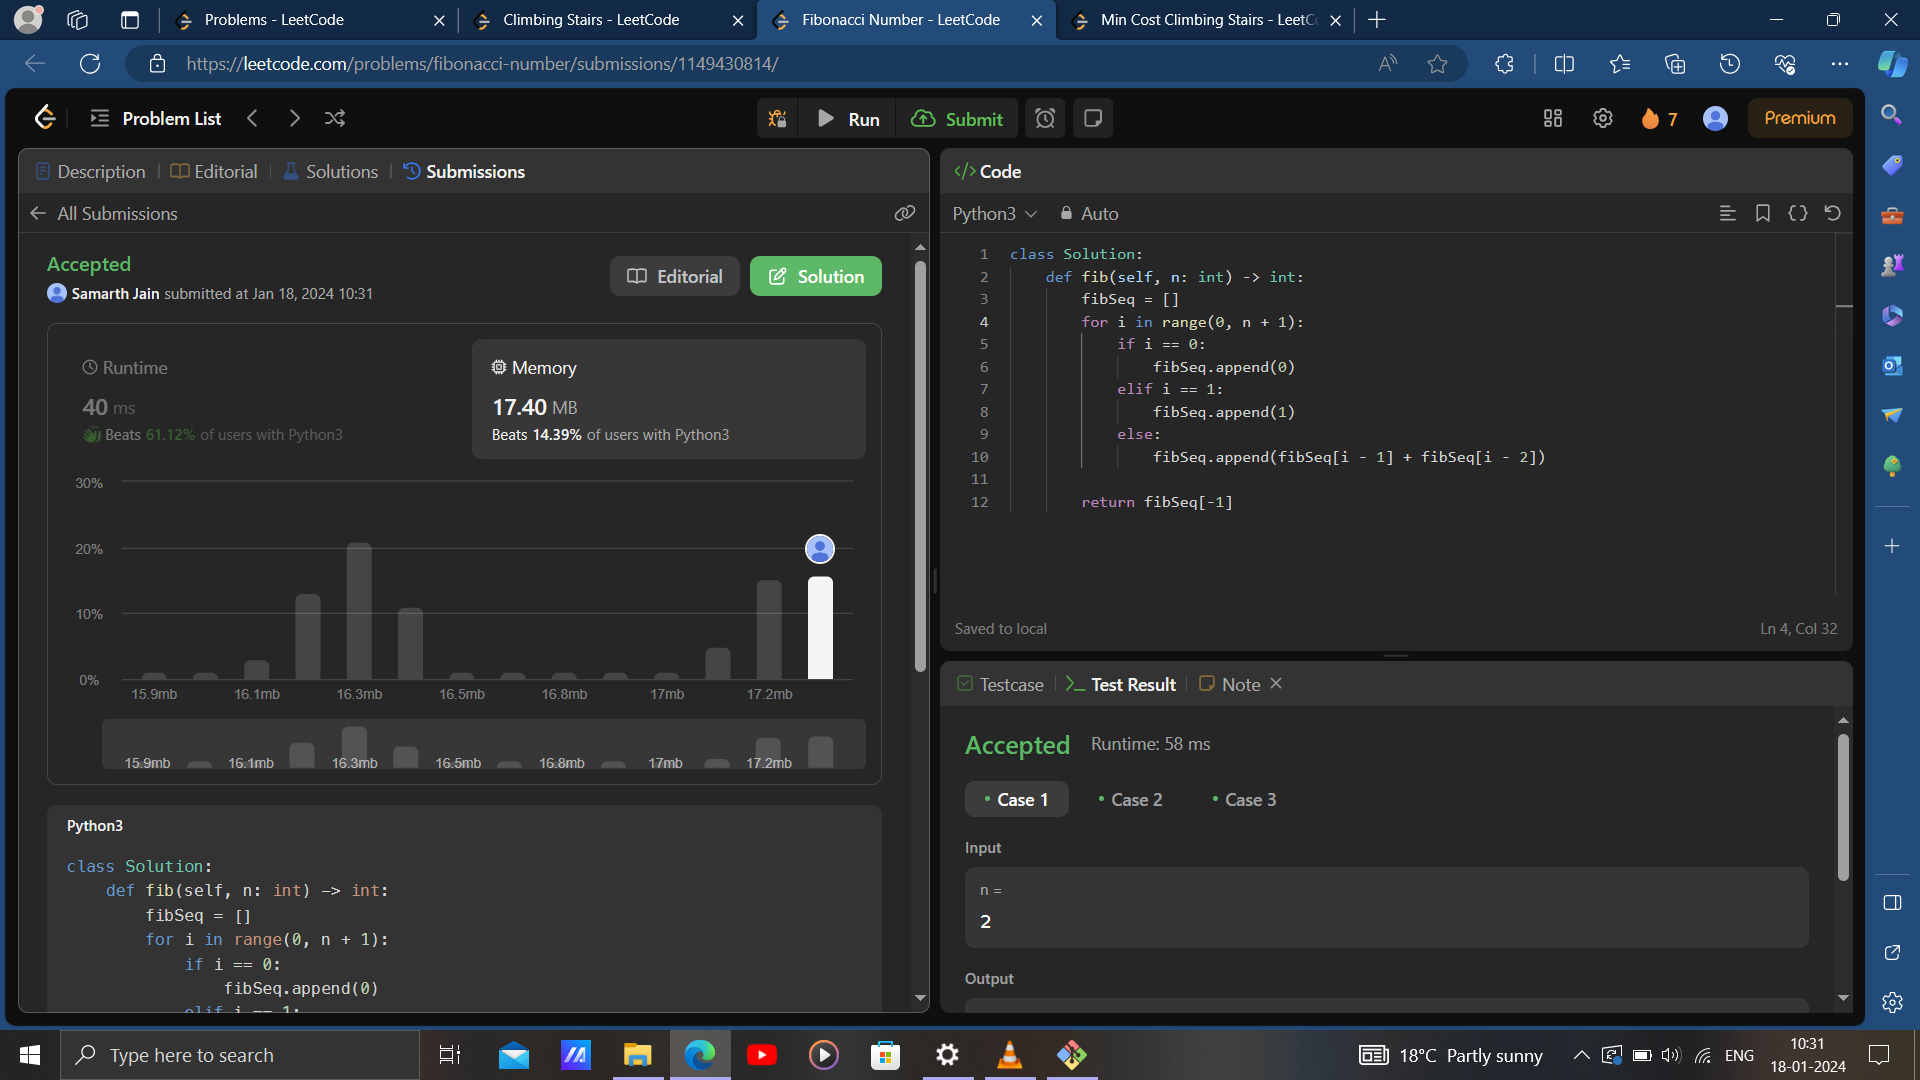 Problems - LeetCode
Climbing Stairs - LeetCode
Fibonacci Number - LeetCode
Min Cost Climbing Stairs - LeetC
https://leetcode.com/problems/fibonacci-number/submissions/1149430814/
Problem List
Run
Submit
7
Premium
Description
Editorial
Solutions
Submissions
All Submissions
Accepted
Samarth Jain submitted at Jan 18, 2024 10:31
Editorial
Solution
Runtime
40 ms
Beats 61.12% of users with Python3
Memory
17.40 MB
Beats 14.39% of users with Python3
30%
20%
10%
0%
15.9mb 16.1mb 16.3mb 16.5mb 16.8mb 17mb 17.2mb
15.9mb 16.1mb 16.3mb 16.5mb 16.8mb 17mb 17.2mb
Python3
class Solution:
    def fib(self, n: int) -> int:
        fibSeq = []
        for i in range(0, n + 1):
            if i == 0:
                fibSeq.append(0)
            elif i == 1:
</> Code
Python3
Auto
1 class Solution:
2     def fib(self, n: int) -> int:
3         fibSeq = []
4         for i in range(0, n + 1):
5             if i == 0:
6                 fibSeq.append(0)
7             elif i == 1:
8                 fibSeq.append(1)
9             else:
10                 fibSeq.append(fibSeq[i - 1] + fibSeq[i - 2])
11
12         return fibSeq[-1]
Saved to local
Ln 4, Col 32
Testcase
Test Result
Note
Accepted
Runtime: 58 ms
Case 1
Case 2
Case 3
Input
n =
2
Output
Type here to search
18°C Partly sunny
ENG
10:31
18-01-2024